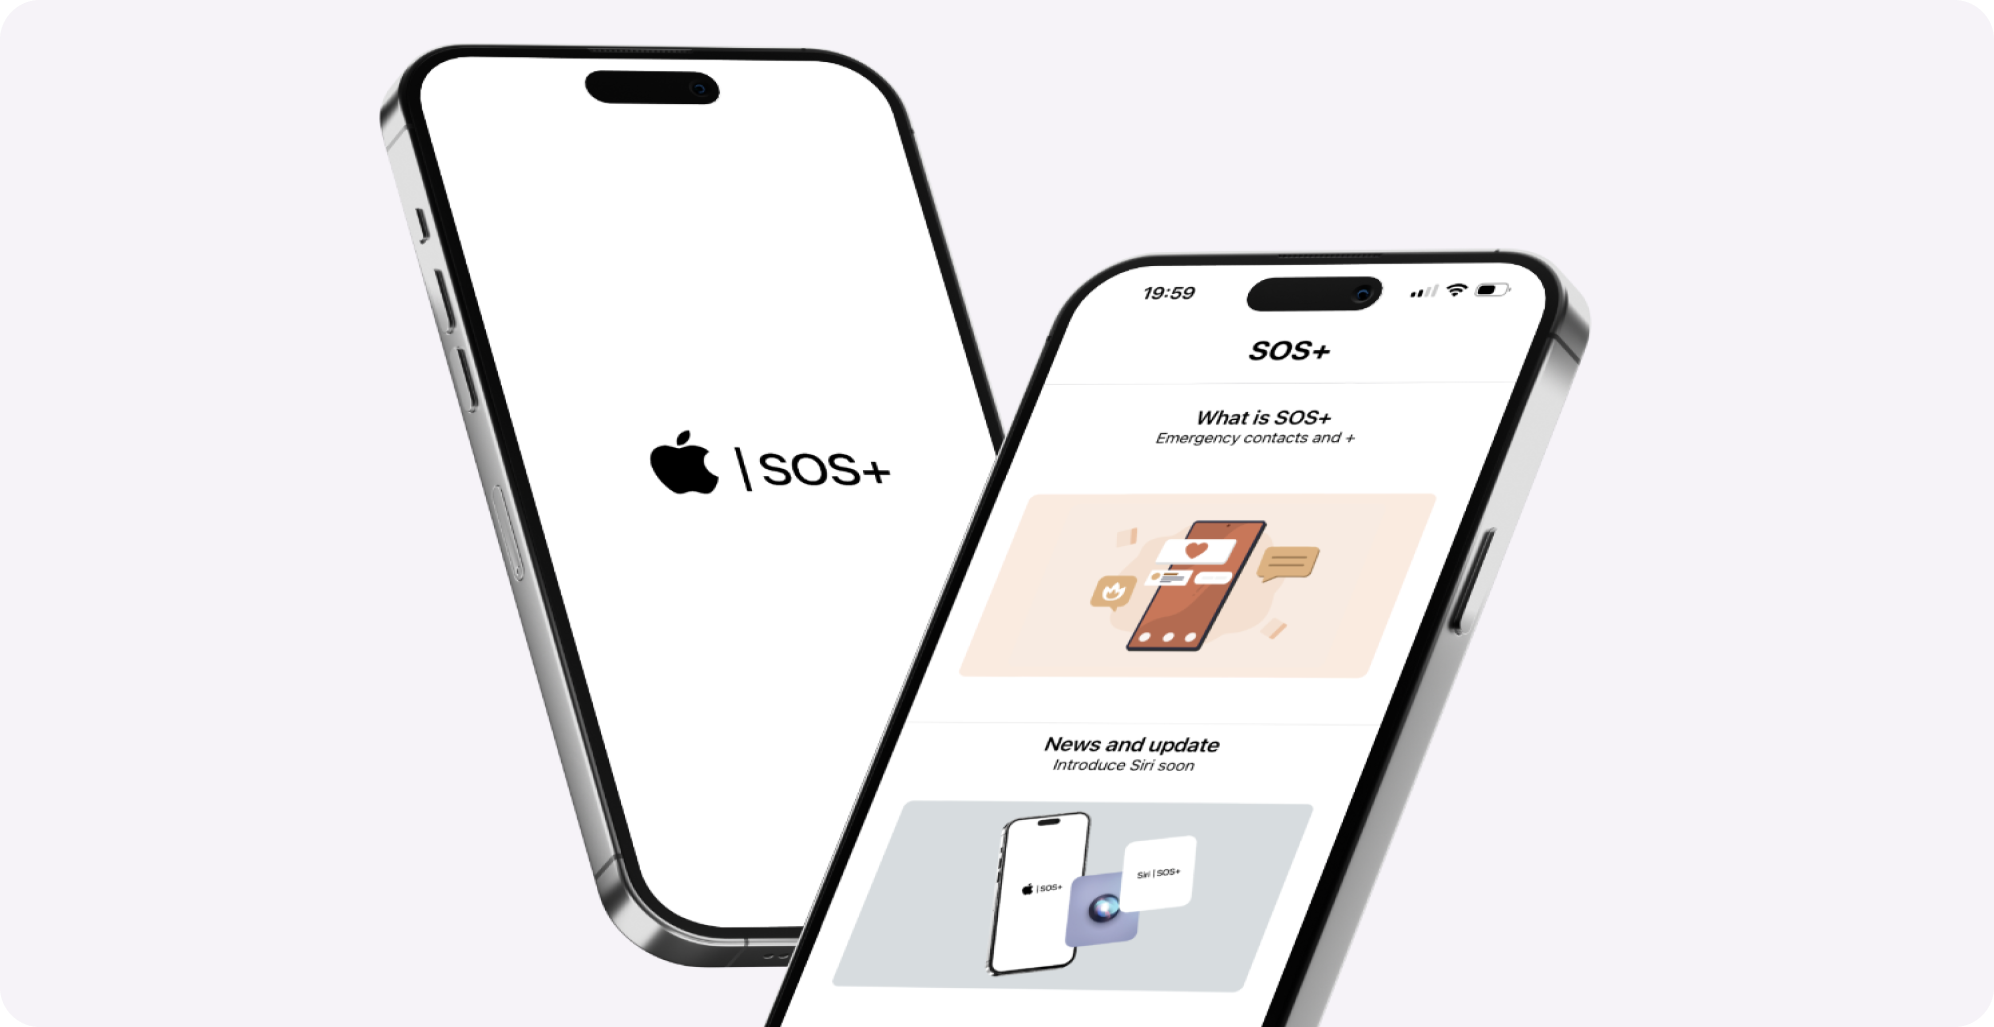 | SOS+
19:59
SOS+
What is SOS+
Emergency contacts and +
News and update
Introduce Siri soon
| SOS+
Siri | SOS+